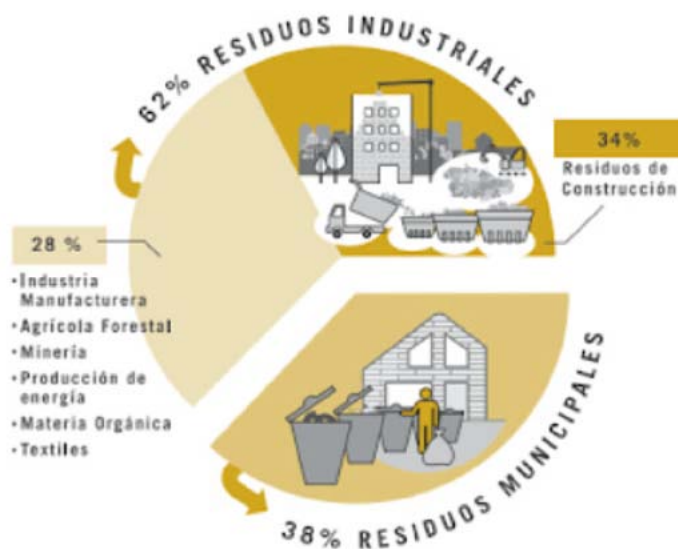 62% RESIDUOS INDUSTRIALES
34%
Residuos de
Construcción
28 %
•Industria
Manufacturera
•Agrícola Forestal
•Minería
•Producción de
energía
•Materia Orgánica
•Textiles
38% RESIDUOS MUNICIPALES